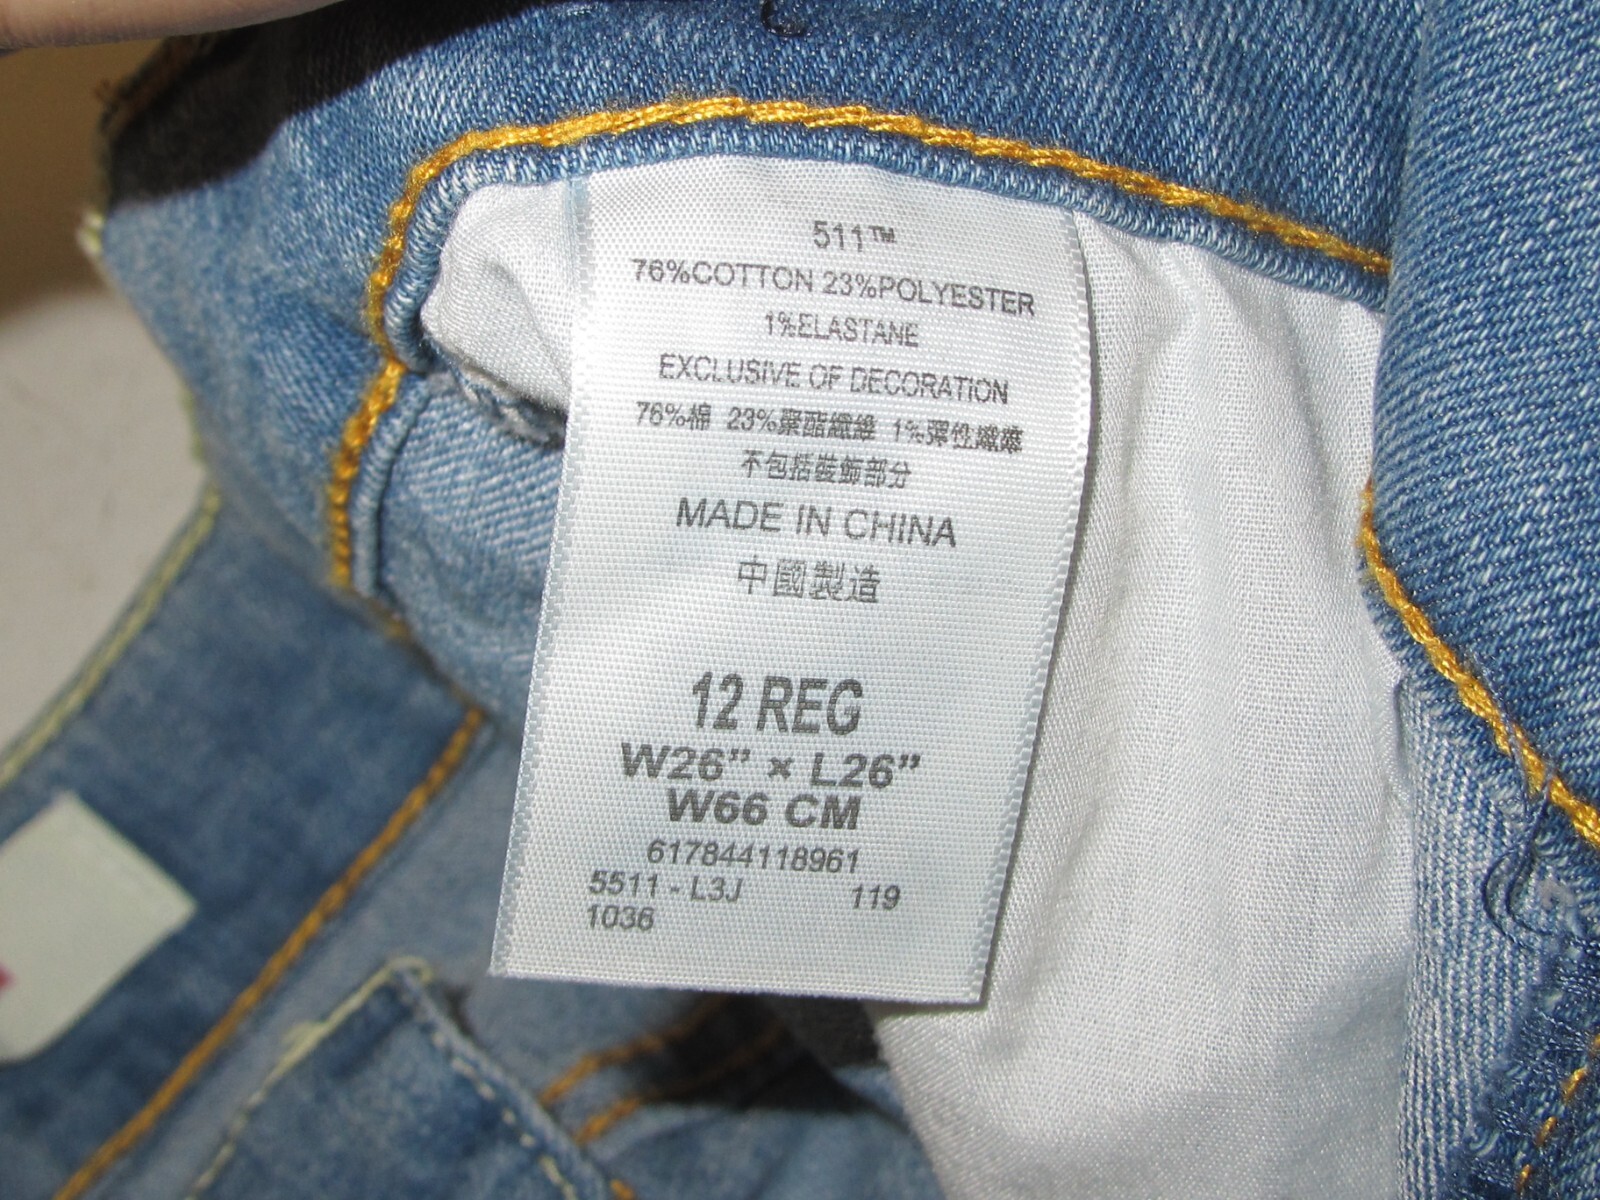 511™
76%COTTON 23%POLYESTER
1%ELASTANE
EXCLUSIVE OF DECORATION
76%棉 23%聚酯纖維 1%彈性纖維
不包括裝飾部分
MADE IN CHINA
中國製造
12 REG
W26” × L26”
W66 CM
617844118961
5511 - L3J 119
1036